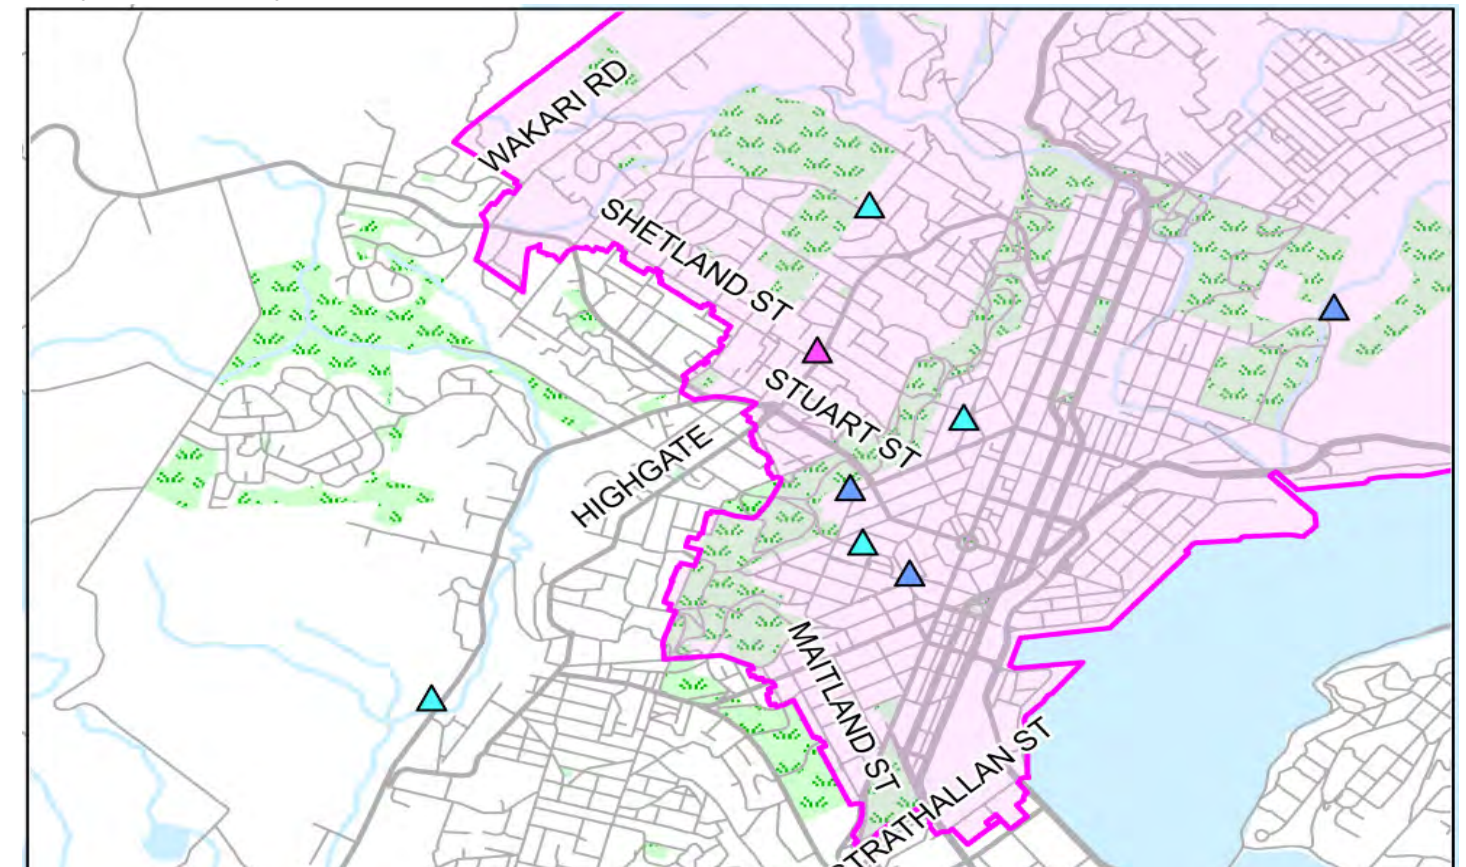 WAKARI RD
SHETLAND ST
STUART ST
HIGHGATE
MAITLAND ST
STRATHALLAN ST